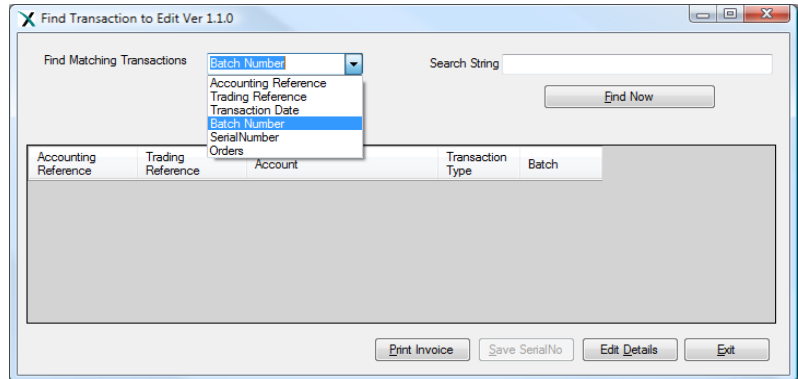 Find Transaction to Edit Ver 1.1.0
Find Matching Transactions
Batch Number
Search String
Accounting Reference
Trading Reference
Transaction Date
Batch Number
SerialNumber
Orders
Find Now
Accounting Reference
Trading Reference
Account
Transaction Type
Batch
Print Invoice
Save SerialNo
Edit Details
Exit